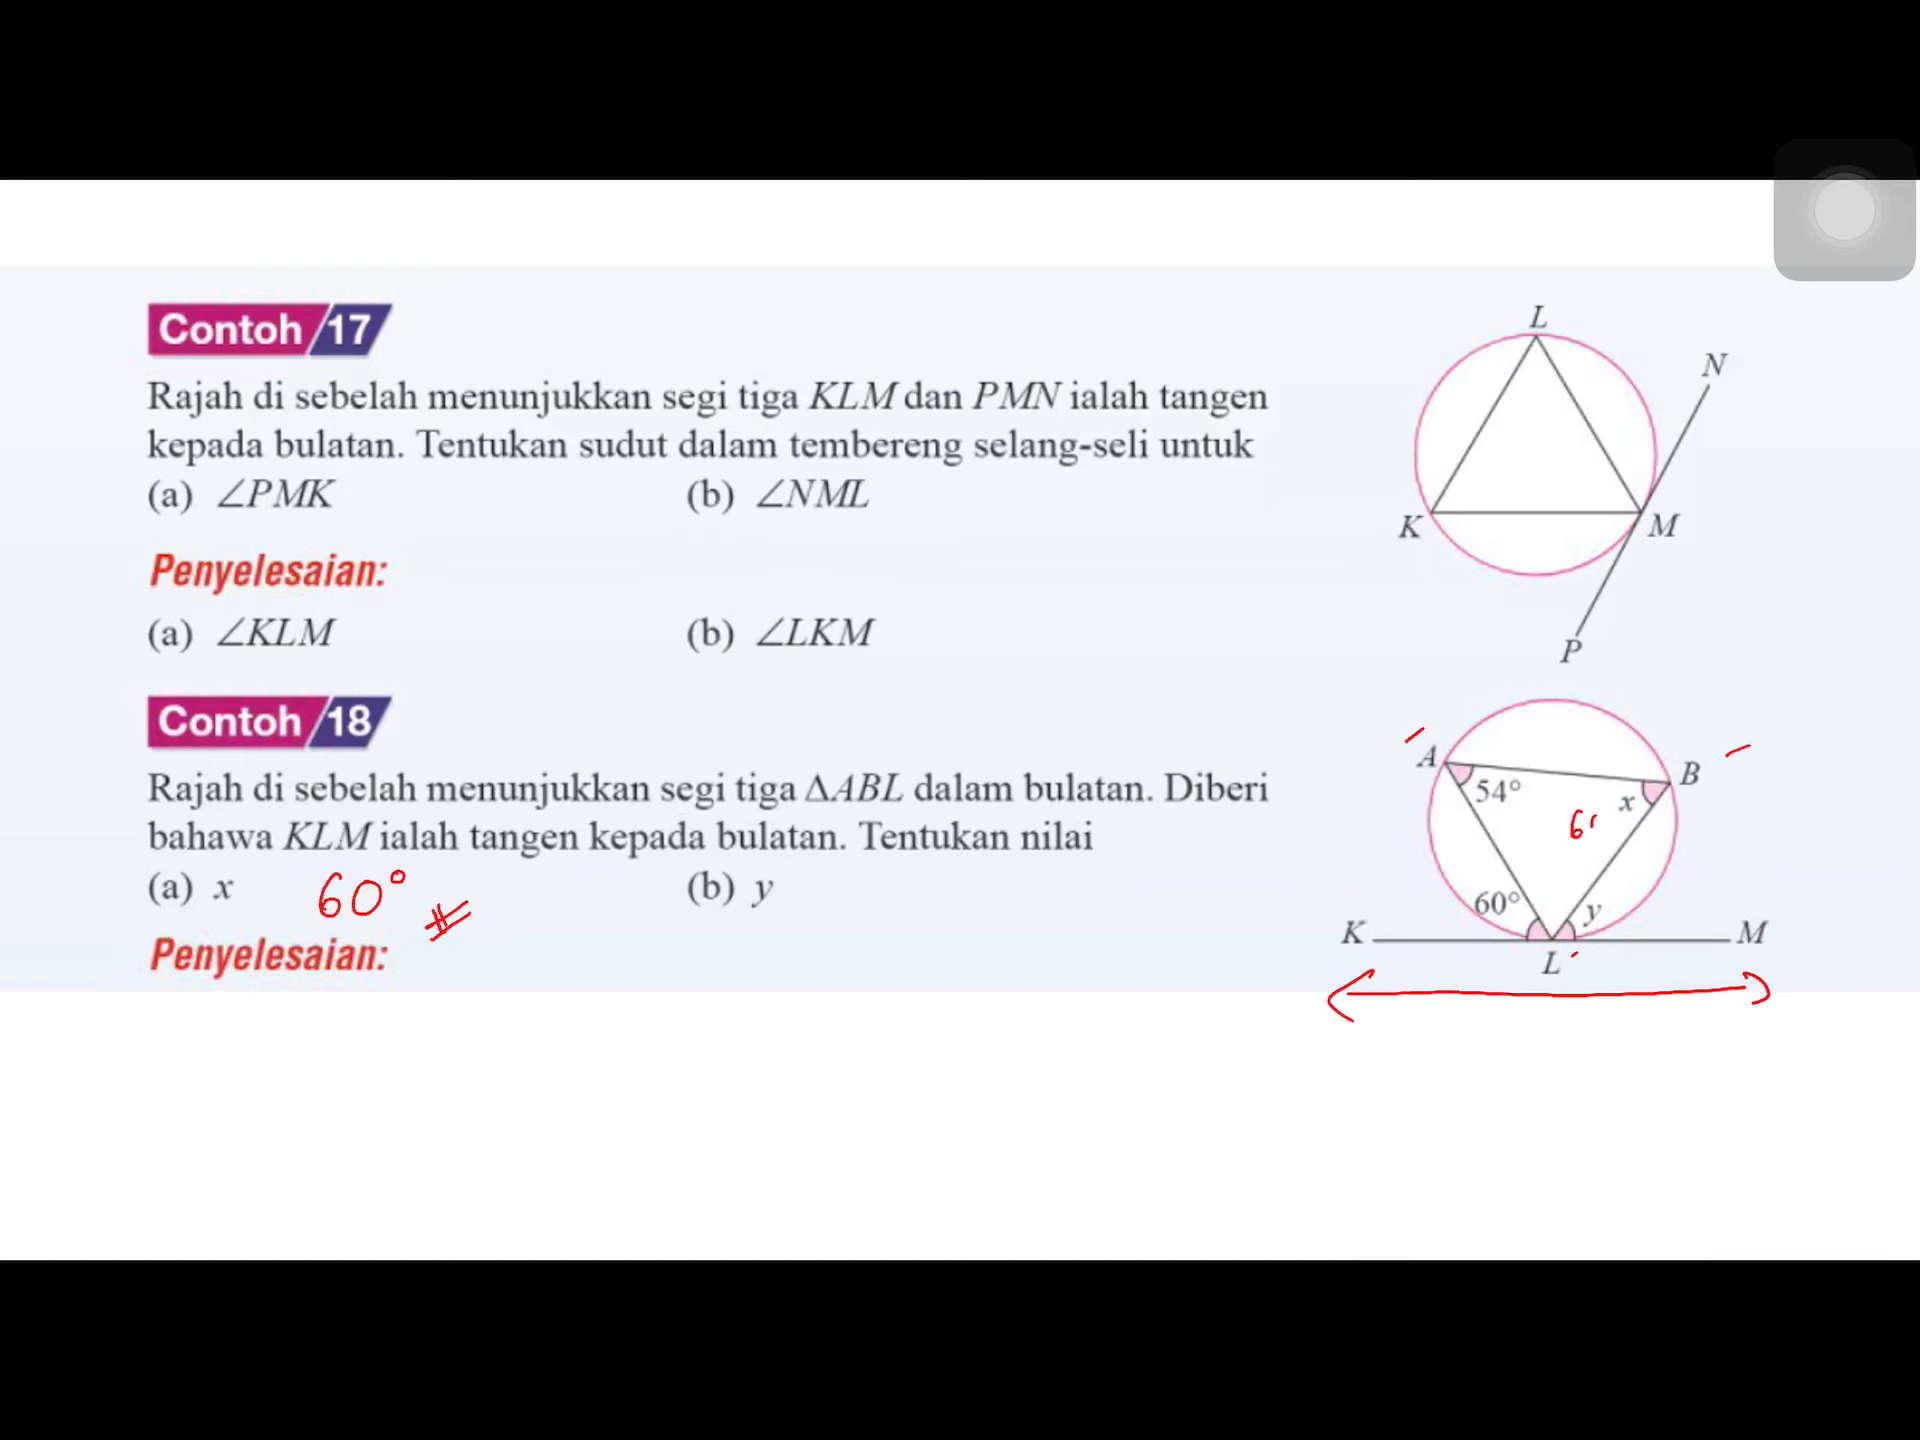 Contoh 17
Rajah di sebelah menunjukkan segi tiga KLM dan PMN ialah tangen
kepada bulatan. Tentukan sudut dalam tembereng selang-seli untuk
(a) ∠PMK (b) ∠NML
Penyelesaian:
(a) ∠KLM (b) ∠LKM
L
N
K
M
P
Contoh 18
Rajah di sebelah menunjukkan segi tiga ΔABL dalam bulatan. Diberi
bahawa KLM ialah tangen kepada bulatan. Tentukan nilai
(a) x 60° (b) y
Penyelesaian:
A
B
54°
x
60°
y
K
M
L